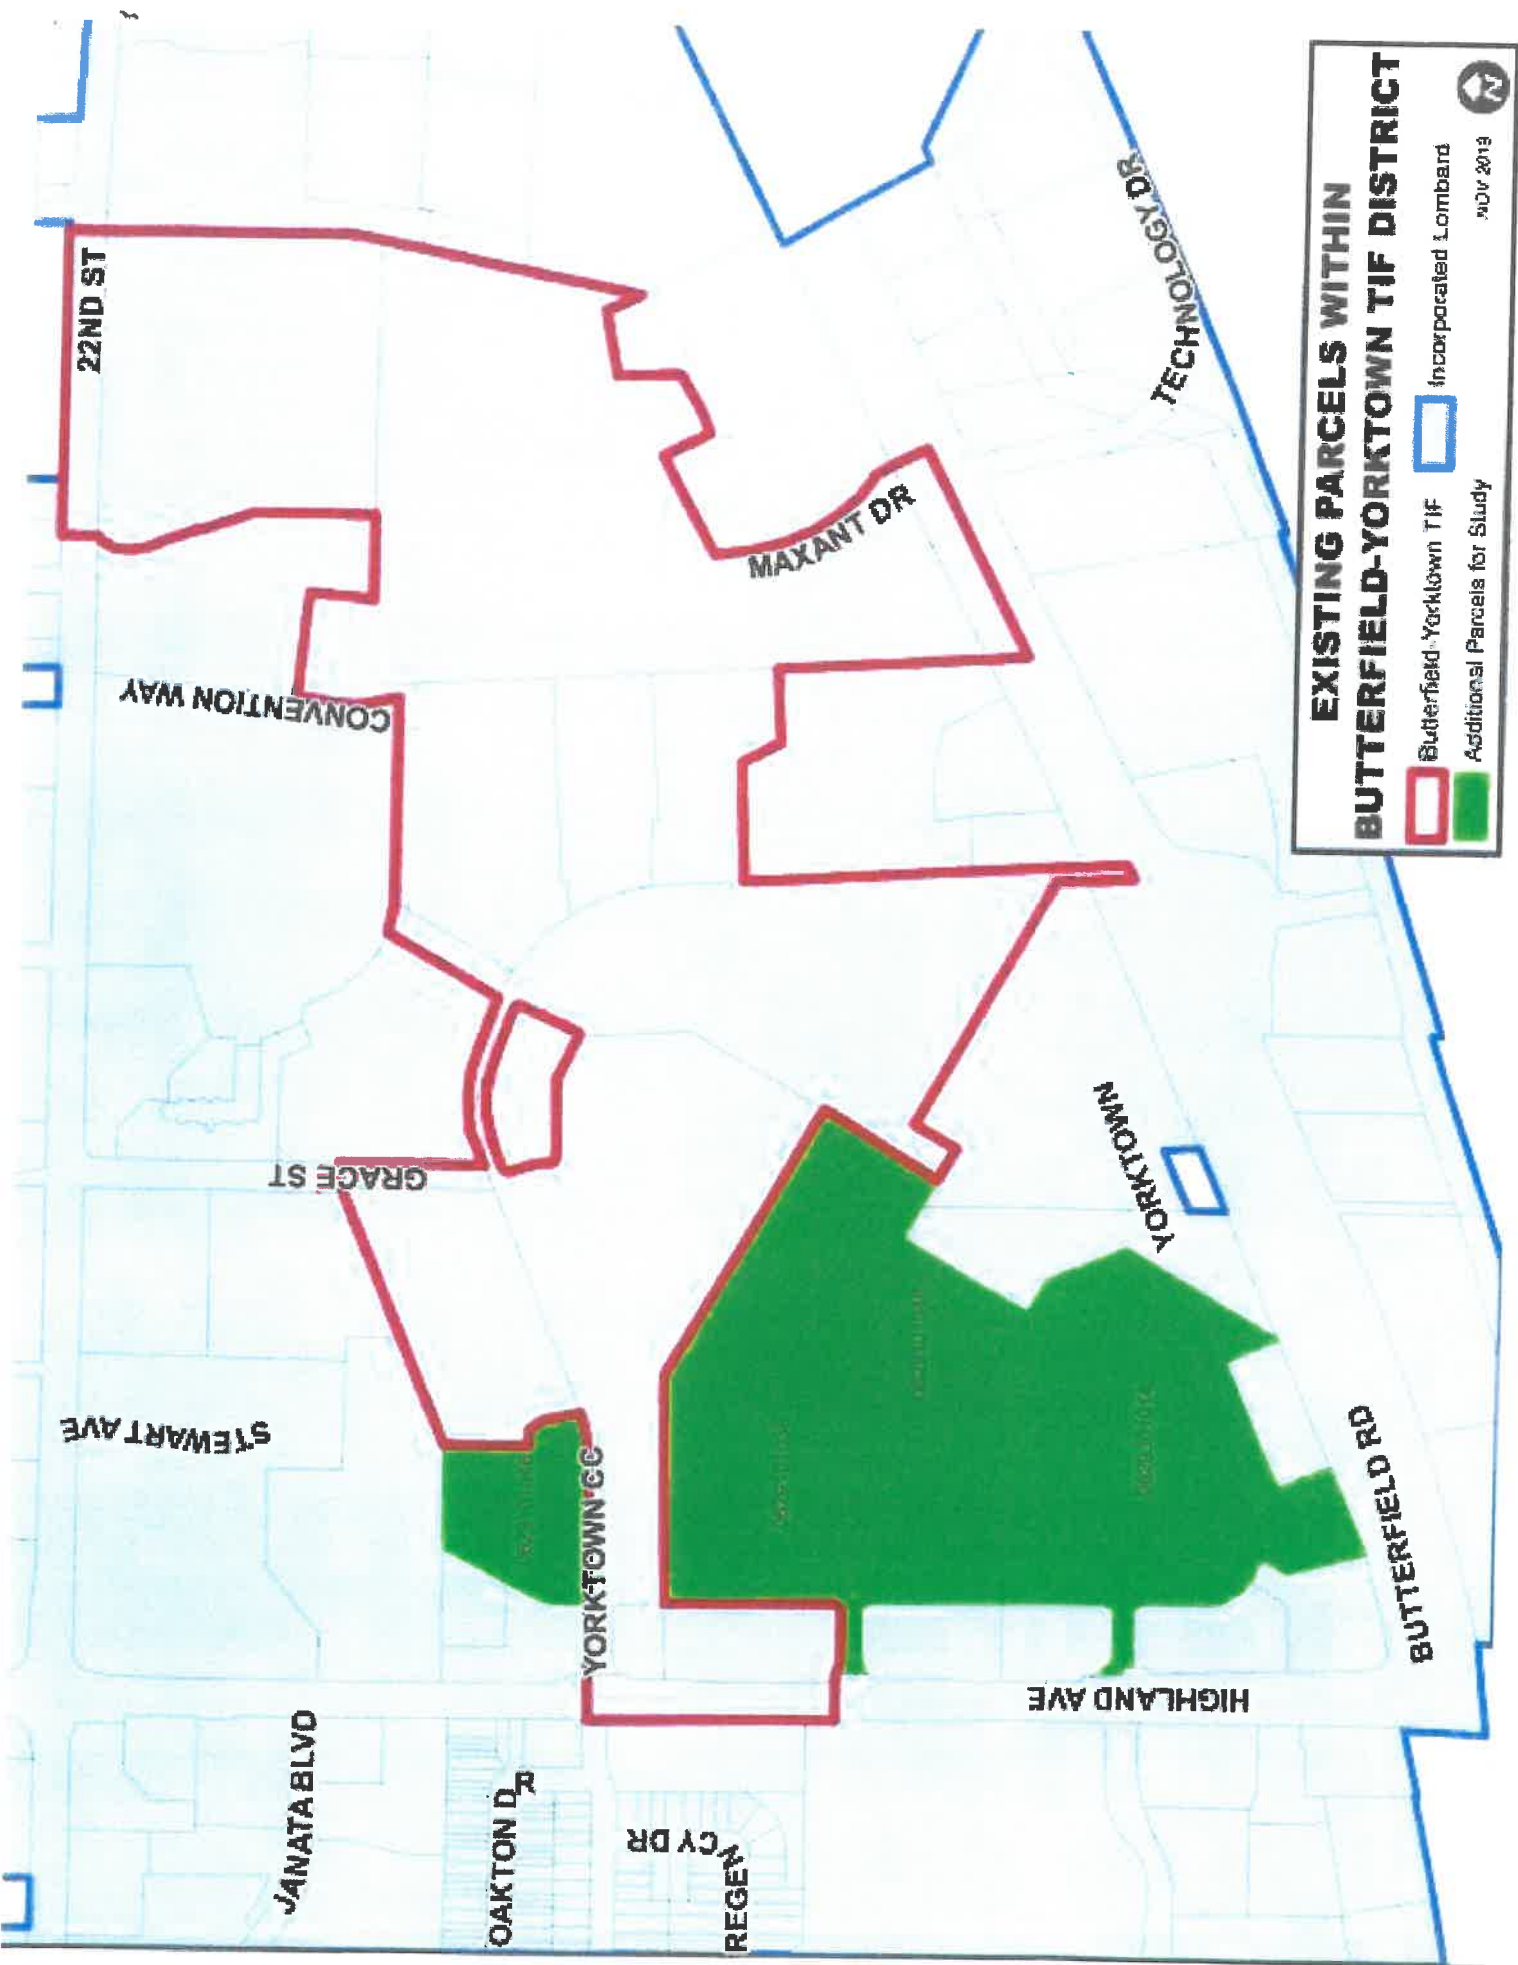 22ND ST
CONVENTION WAY
MAXANT DR
TECHNOLOGY DR
GRACE ST
STEWART AVE
YORKTOWN CC
YORKTOWN
BUTTERFIELD RD
HIGHLAND AVE
JANATA BLVD
OAKTON DR
REGENCY DR
EXISTING PARCELS WITHIN
BUTTERFIELD-YORKTOWN TIF DISTRICT
Butterfield-Yorktown TIF
Incorporated Lombard
Additional Parcels for Study
NOV 2019
N